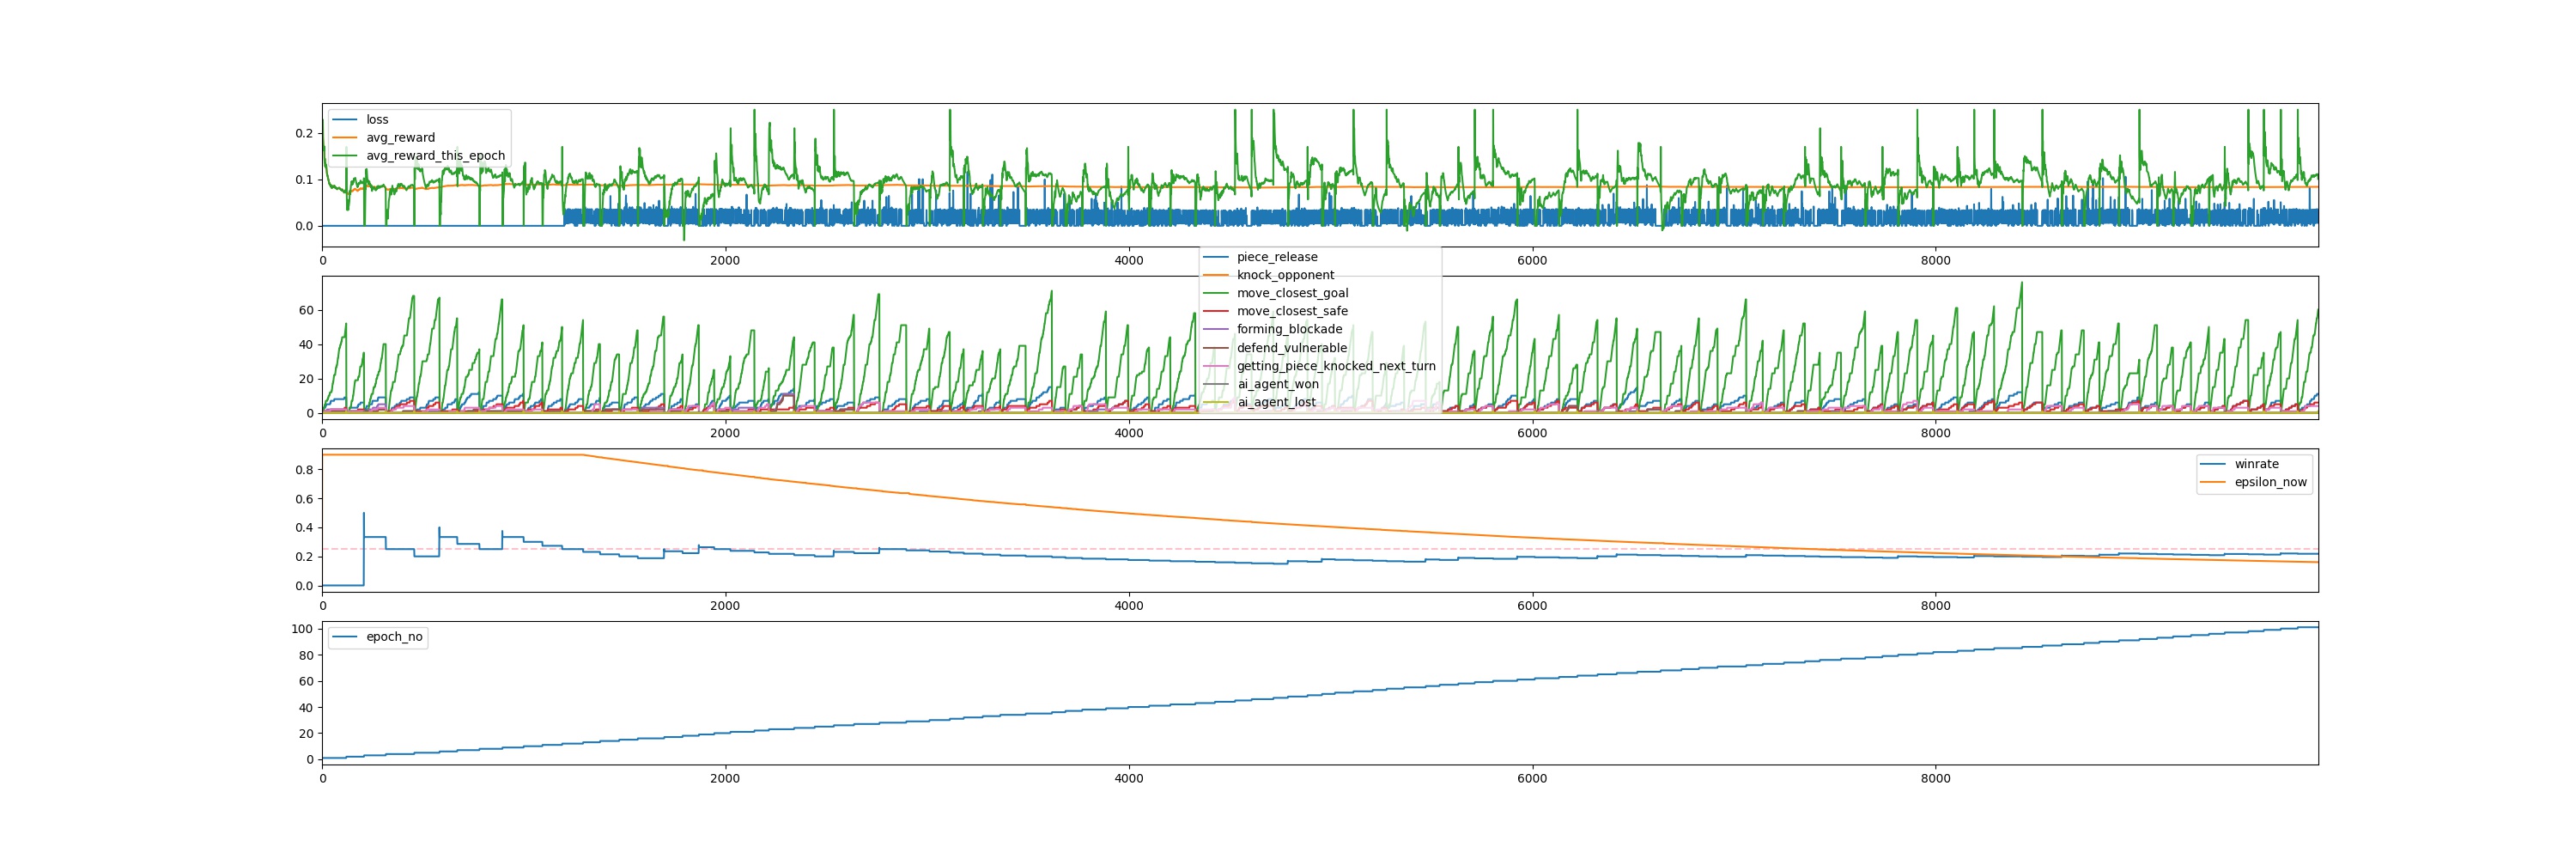 loss
avg_reward
avg_reward_this_epoch
0.2
0.1
0.0
0 2000 4000 6000 8000
piece_release
knock_opponent
move_closest_goal
move_closest_safe
forming_blockade
defend_vulnerable
getting_piece_knocked_next_turn
ai_agent_won
ai_agent_lost
60
40
20
0
0 2000 4000 6000 8000
winrate
epsilon_now
0.8
0.6
0.4
0.2
0.0
0 2000 4000 6000 8000
epoch_no
100
80
60
40
20
0
0 2000 4000 6000 8000